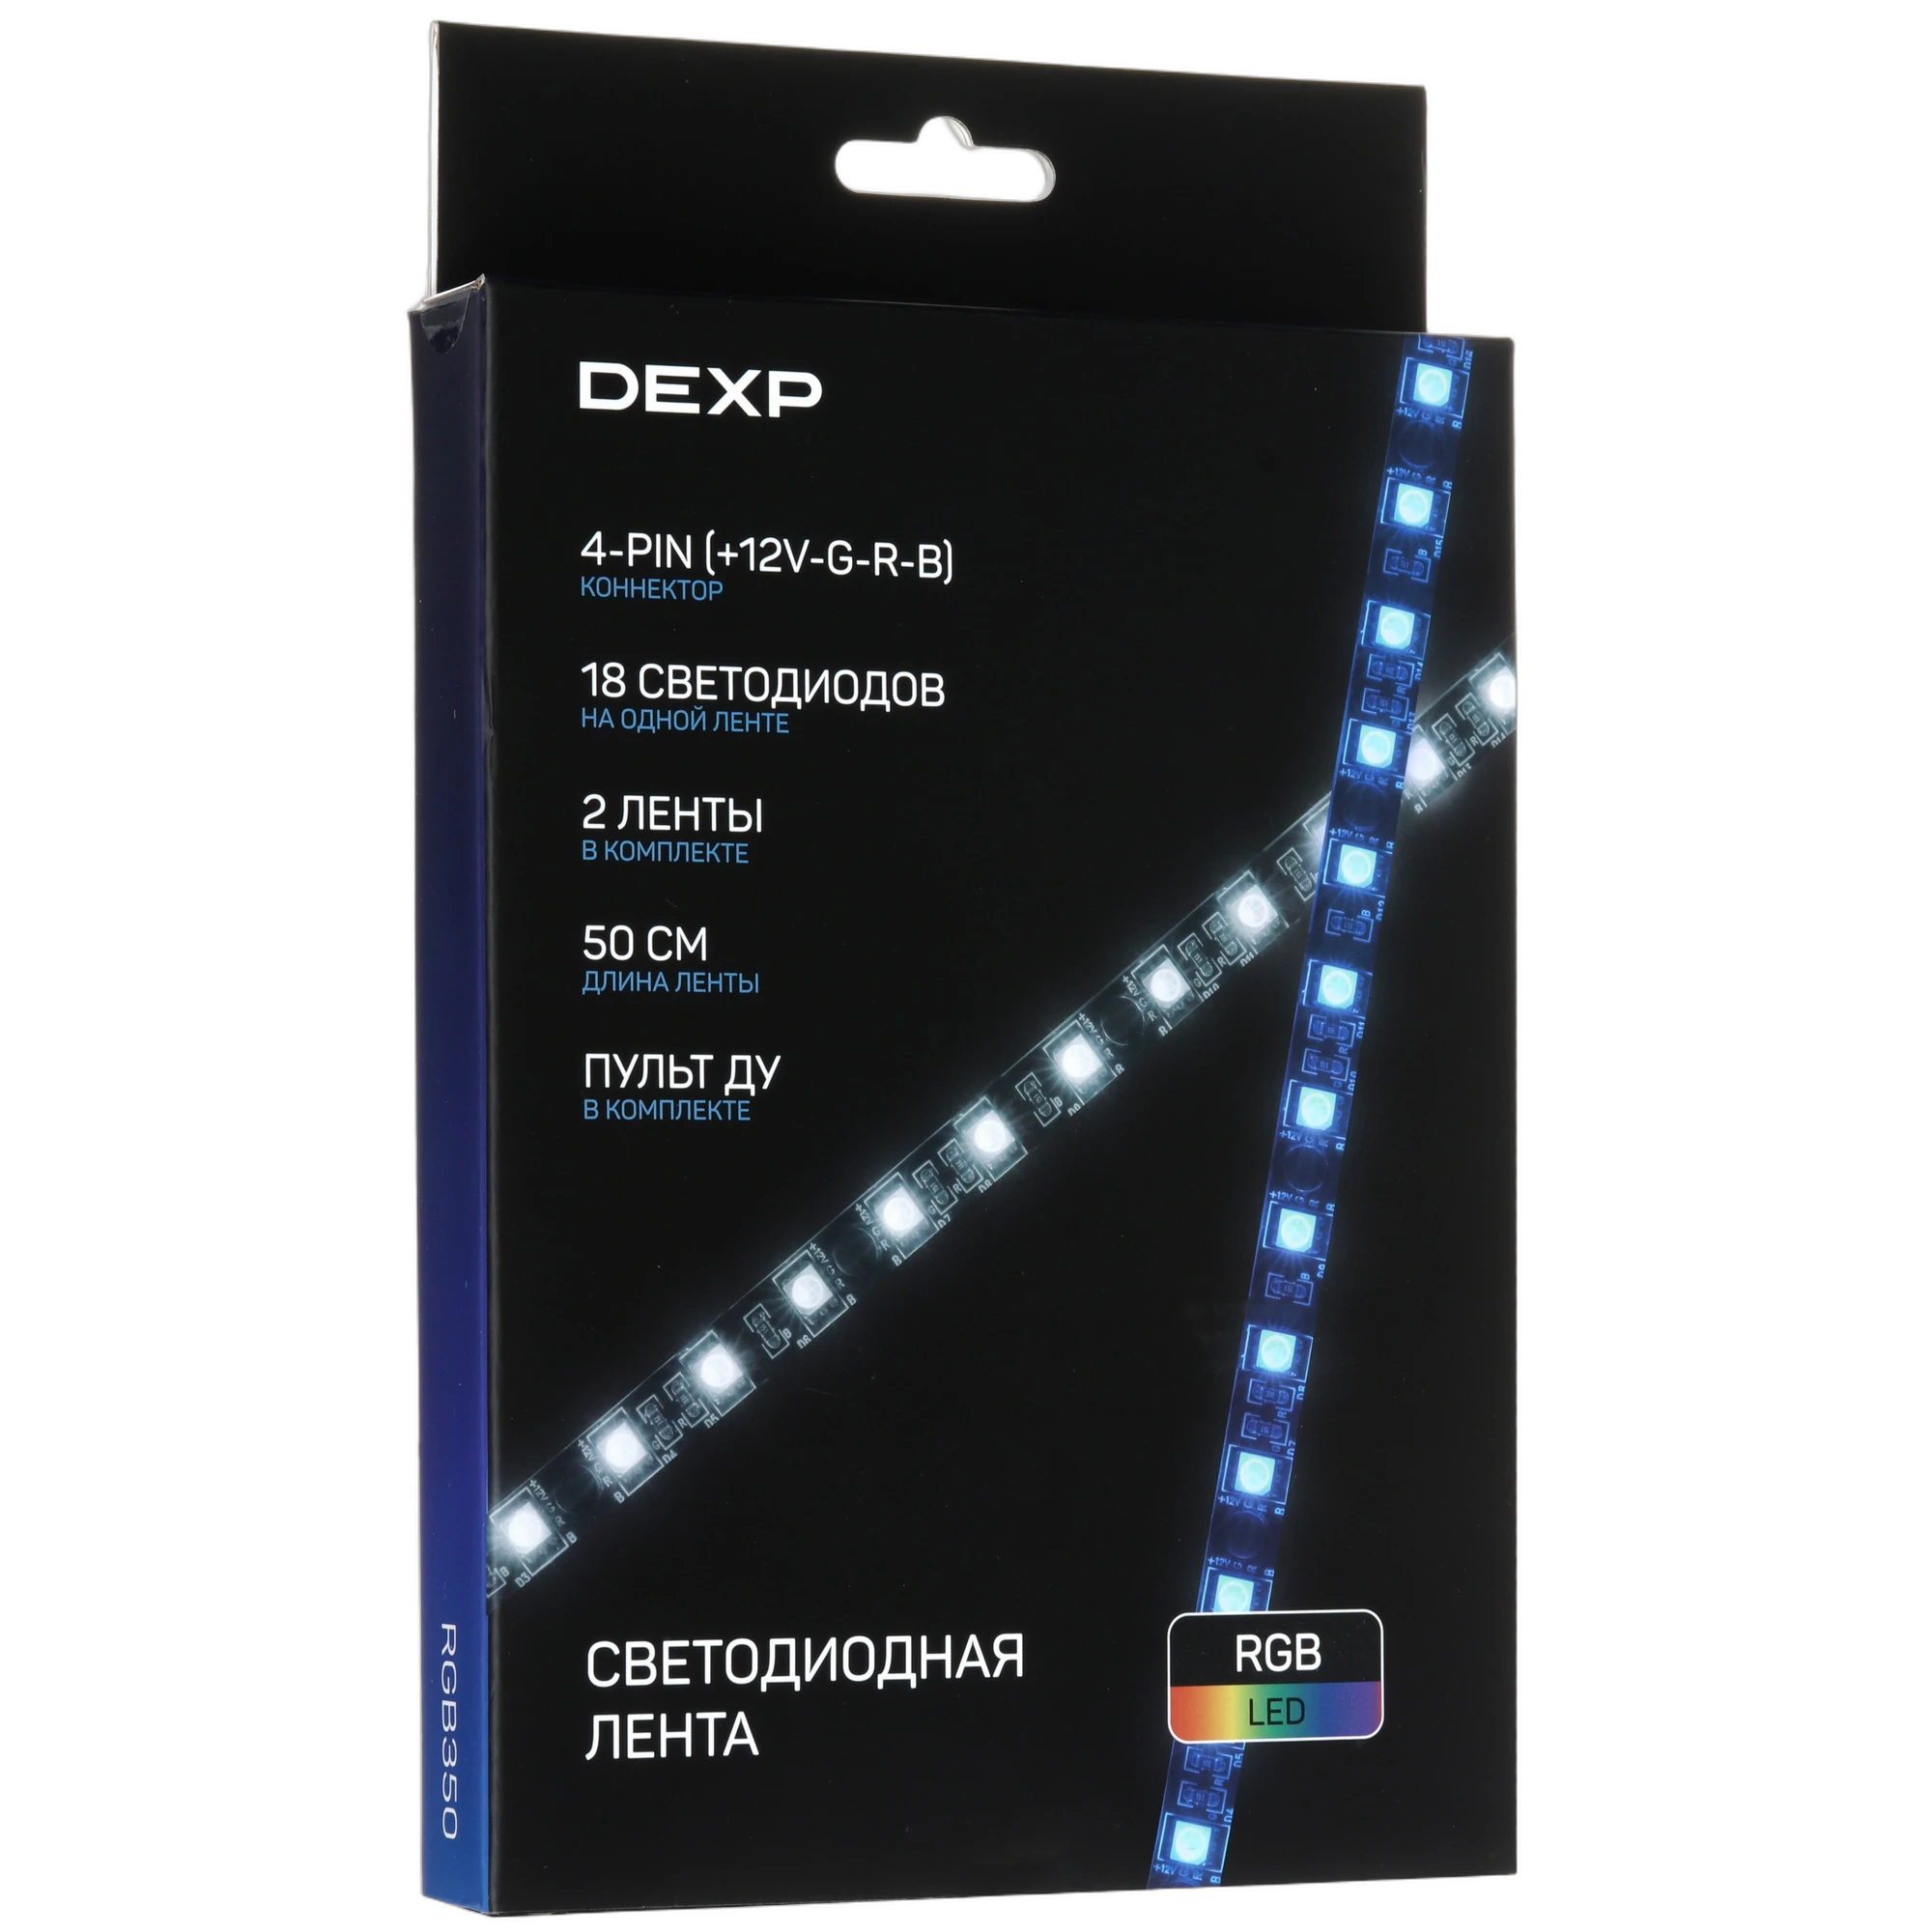 DEXP
4-PIN (+12V-G-R-B)
КОННЕКТОР
18 СВЕТОДИОДОВ
НА ОДНОЙ ЛЕНТЕ
2 ЛЕНТЫ
В КОМПЛЕКТЕ
50 СМ
ДЛИНА ЛЕНТЫ
ПУЛЬТ ДУ
В КОМПЛЕКТЕ
СВЕТОДИОДНАЯ
ЛЕНТА
RGB
LED
RGB350